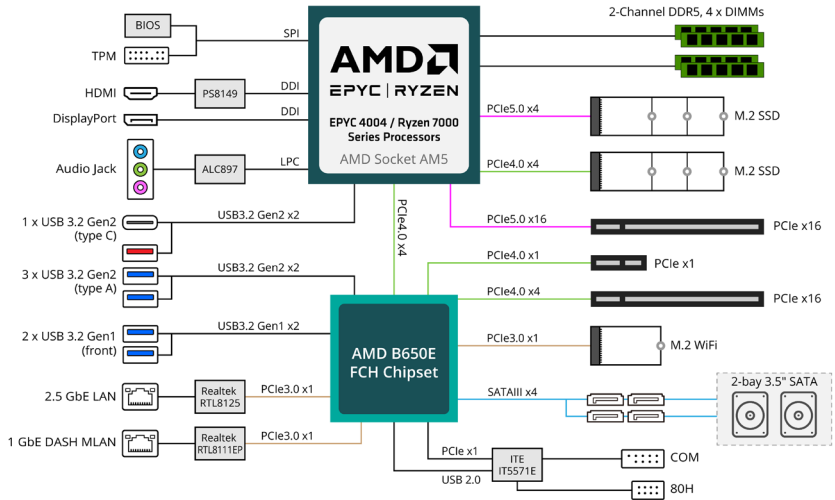 2-Channel DDR5, 4 x DIMMs
BIOS
SPI
TPM
AMD
EPYC | RYZEN
HDMI
PS8149
DDI
DisplayPort
DDI
EPYC 4004 / Ryzen 7000
Series Processors
AMD Socket AM5
PCIe5.0 x4
M.2 SSD
Audio Jack
ALC897
LPC
PCIe4.0 x4
M.2 SSD
1 x USB 3.2 Gen2
(type C)
USB3.2 Gen2 x2
PCIe4.0 x4
PCIe5.0 x16
PCIe x16
PCIe4.0 x1
PCIe x1
3 x USB 3.2 Gen2
(type A)
USB3.2 Gen2 x2
PCIe4.0 x4
PCIe x16
2 x USB 3.2 Gen1
(front)
USB3.2 Gen1 x2
AMD B650E
FCH Chipset
PCIe3.0 x1
M.2 WiFi
2.5 GbE LAN
Realtek
RTL8125
PCIe3.0 x1
SATAIII x4
2-bay 3.5" SATA
1 GbE DASH MLAN
Realtek
RTL8111EP
PCIe3.0 x1
PCIe x1
USB 2.0
ITE
IT5571E
COM
80H